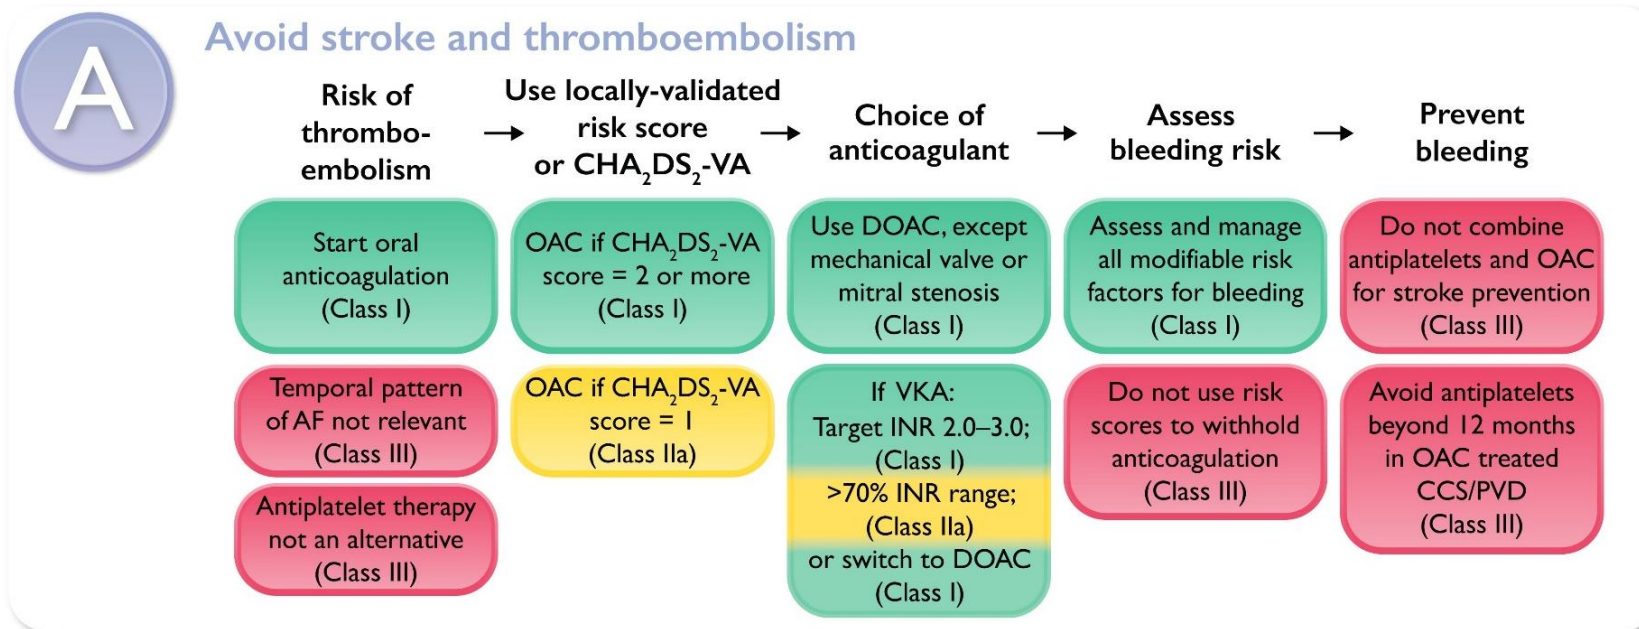 A
Avoid stroke and thromboembolism
Risk of
thrombo-
embolism
Use locally-validated
risk score
or CHA₂DS₂-VA
Choice of
anticoagulant
Assess
bleeding risk
Prevent
bleeding
Start oral
anticoagulation
(Class I)
Temporal pattern
of AF not relevant
(Class III)
Antiplatelet therapy
not an alternative
(Class III)
OAC if CHA₂DS₂-VA
score = 2 or more
(Class I)
OAC if CHA₂DS₂-VA
score = 1
(Class IIa)
Use DOAC, except
mechanical valve or
mitral stenosis
(Class I)
If VKA:
Target INR 2.0–3.0;
(Class I)
>70% INR range;
(Class IIa)
or switch to DOAC
(Class I)
Assess and manage
all modifiable risk
factors for bleeding
(Class I)
Do not use risk
scores to withhold
anticoagulation
(Class III)
Do not combine
antiplatelets and OAC
for stroke prevention
(Class III)
Avoid antiplatelets
beyond 12 months
in OAC treated
CCS/PVD
(Class III)